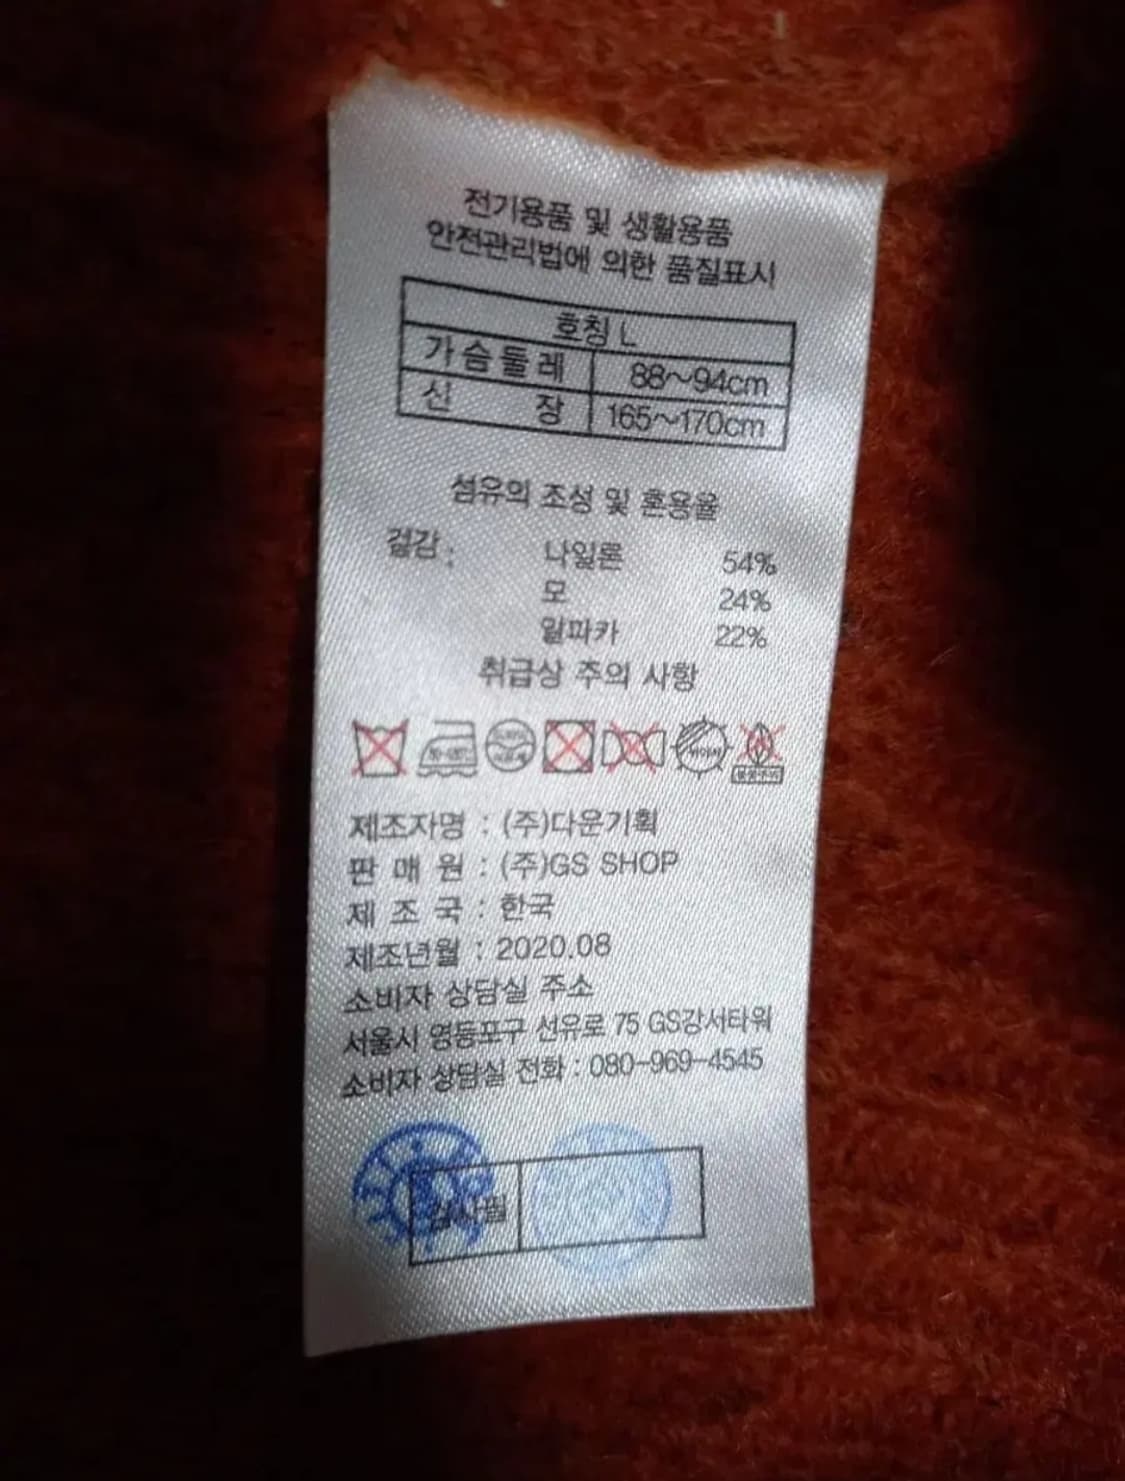 전기용품 및 생활용품
안전관리법에 의한 품질표시
호칭 L
가슴둘레 88~94cm
신 장 165~170cm
섬유의 조성 및 혼용율
겉감 : 나일론 54%
모 24%
알파카 22%
취급상 주의 사항
제조자명 : (주)다운기획
판 매 원 : (주)GS SHOP
제 조 국 : 한국
제조년월 : 2020.08
소비자 상담실 주소
서울시 영등포구 선유로 75 GS강서타워
소비자 상담실 전화 : 080-969-4545
검사필